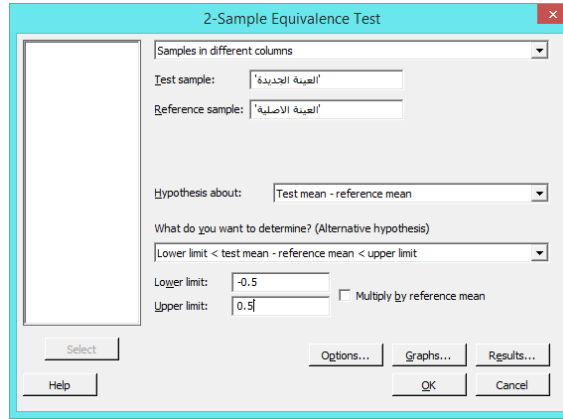 2-Sample Equivalence Test
Samples in different columns
Test sample: 'العينة الجديدة'
Reference sample: 'العينة الاصلية'
Hypothesis about: Test mean - reference mean
What do you want to determine? (Alternative hypothesis)
Lower limit < test mean - reference mean < upper limit
Lower limit: -0.5
Multiply by reference mean
Upper limit: 0.5
Select
Options... Graphs... Results...
Help OK Cancel